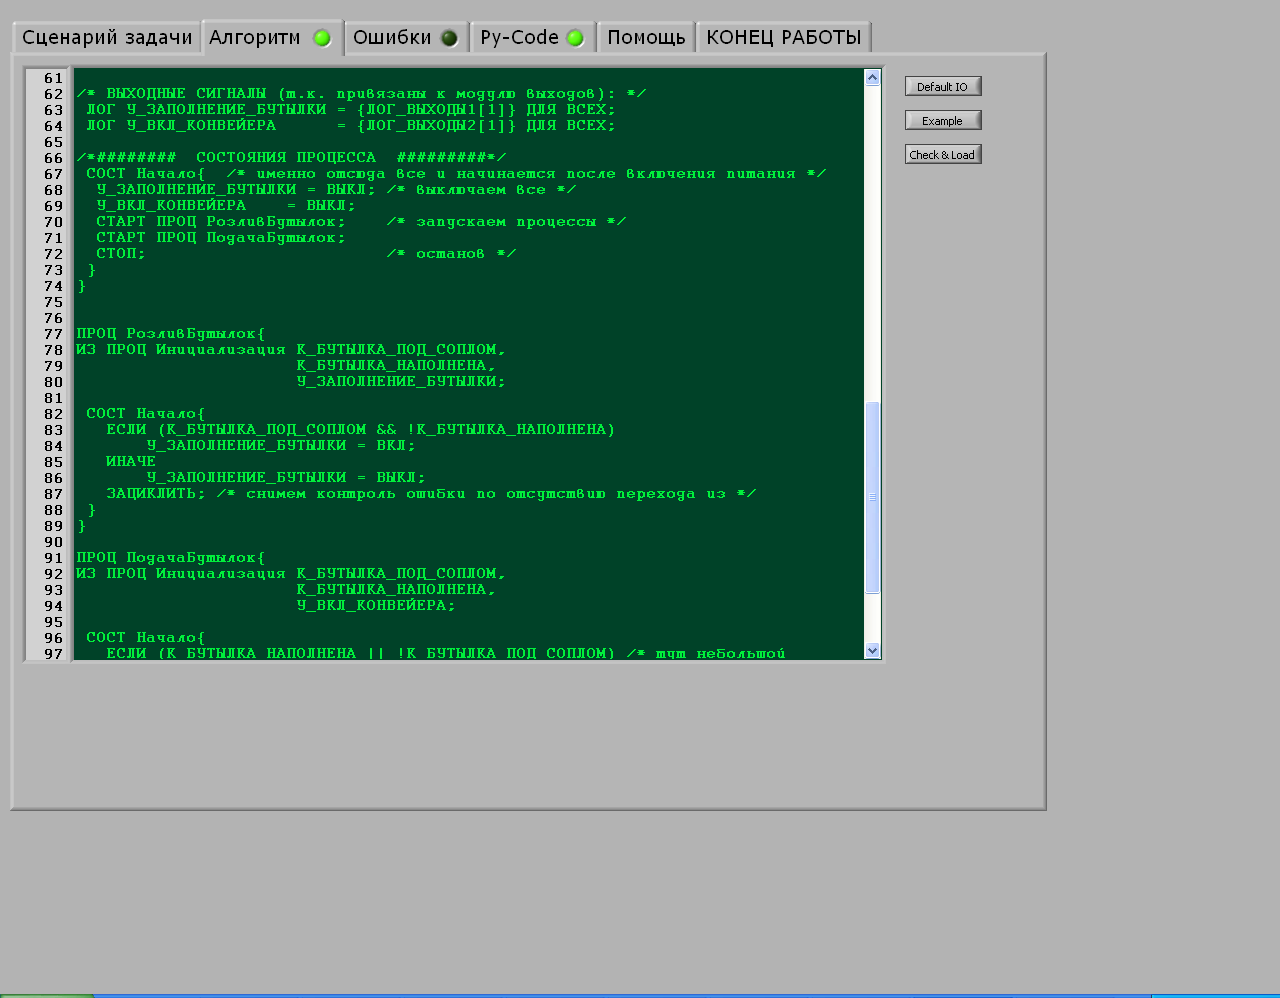 Сценарий задачи Алгоритм Ошибки Py-Code Помощь КОНЕЦ РАБОТЫ
61
62 /* ВЫХОДНЫЕ СИГНАЛЫ (т.к. привязаны к модулю выходов): */
63 ЛОГ У_ЗАПОЛНЕНИЕ_БУТЫЛКИ = {ЛОГ_ВЫХОДЫ1[1]} ДЛЯ ВСЕХ;
64 ЛОГ У_ВКЛ_КОНВЕЙЕРА = {ЛОГ_ВЫХОДЫ2[1]} ДЛЯ ВСЕХ;
65
66 /*######## СОСТОЯНИЯ ПРОЦЕССА #########*/
67 СОСТ Начало{ /* именно отсюда все и начинается после включения питания */
68 У_ЗАПОЛНЕНИЕ_БУТЫЛКИ = ВЫКЛ; /* выключаем все */
69 У_ВКЛ_КОНВЕЙЕРА = ВЫКЛ;
70 СТАРТ ПРОЦ РозливБутылок; /* запускаем процессы */
71 СТАРТ ПРОЦ ПодачаБутылок;
72 СТОП; /* останов */
73 }
74 }
75
76
77 ПРОЦ РозливБутылок{
78 ИЗ ПРОЦ Инициализация К_БУТЫЛКА_ПОД_СОПЛОМ,
79 К_БУТЫЛКА_НАПОЛНЕНА,
80 У_ЗАПОЛНЕНИЕ_БУТЫЛКИ;
81
82 СОСТ Начало{
83 ЕСЛИ (К_БУТЫЛКА_ПОД_СОПЛОМ && !К_БУТЫЛКА_НАПОЛНЕНА)
84 У_ЗАПОЛНЕНИЕ_БУТЫЛКИ = ВКЛ;
85 ИНАЧЕ
86 У_ЗАПОЛНЕНИЕ_БУТЫЛКИ = ВЫКЛ;
87 ЗАЦИКЛИТЬ; /* снимем контроль ошибки по отсутствию перехода из */
88 }
89 }
90
91 ПРОЦ ПодачаБутылок{
92 ИЗ ПРОЦ Инициализация К_БУТЫЛКА_ПОД_СОПЛОМ,
93 К_БУТЫЛКА_НАПОЛНЕНА,
94 У_ВКЛ_КОНВЕЙЕРА;
95
96 СОСТ Начало{
97 ЕСЛИ (К_БУТЫЛКА_НАПОЛНЕНА || !К_БУТЫЛКА_ПОД_СОПЛОМ) /* тут небольшой
Default IO
Example
Check & Load